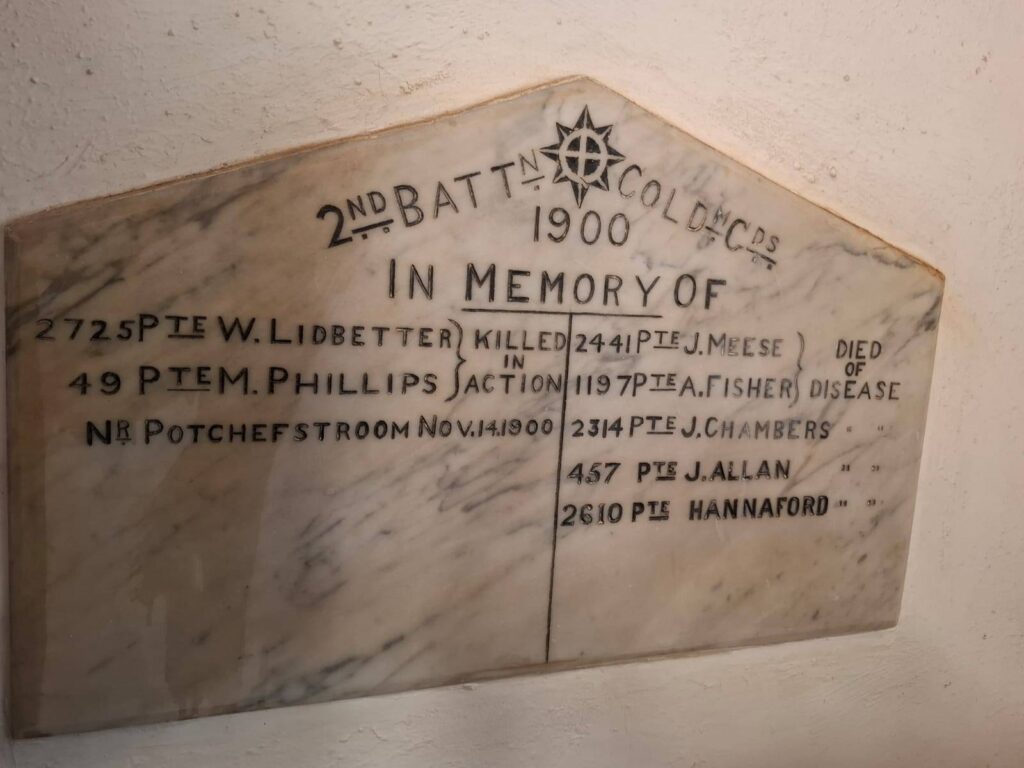 2ND BATTN COLDM GDS
1900
IN MEMORY OF
2725 PTE W. LIDBETTER } KILLED
IN
49 PTE M. PHILLIPS } ACTION
NR POTCHEFSTROOM NOV. 14. 1900
2441 PTE J. MEESE } DIED
OF
1197 PTE A. FISHER } DISEASE
2314 PTE J. CHAMBERS " "
457 PTE J. ALLAN " "
2610 PTE HANNAFORD " "